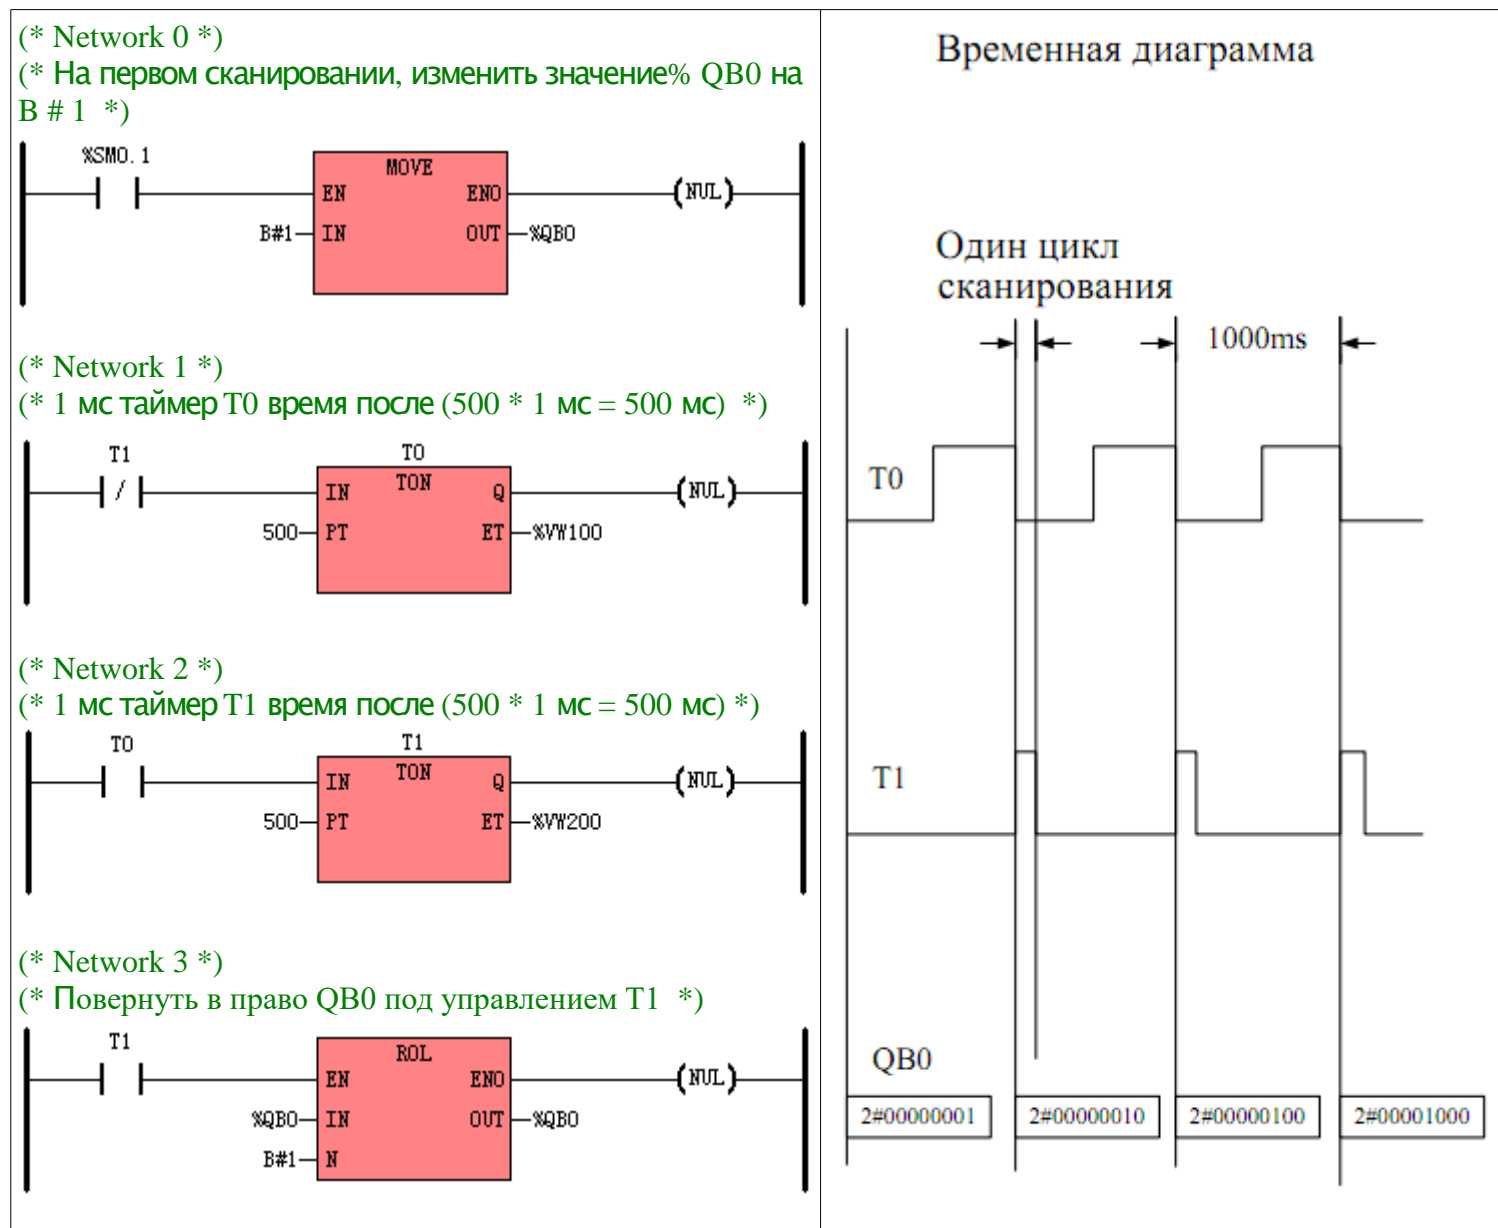 (* Network 0 *)
(* На первом сканировании, изменить значение% QB0 на
B # 1 *)
%SM0.1
MOVE
EN ENO (NUL)
B#1 IN OUT %QB0
(* Network 1 *)
(* 1 мс таймер T0 время после (500 * 1 мс = 500 мс) *)
T1 T0
TON
IN Q (NUL)
500 PT ET %VW100
(* Network 2 *)
(* 1 мс таймер T1 время после (500 * 1 мс = 500 мс) *)
T0 T1
TON
IN Q (NUL)
500 PT ET %VW200
(* Network 3 *)
(* Повернуть в право QB0 под управлением T1 *)
T1
ROL
EN ENO (NUL)
%QB0 IN OUT %QB0
B#1 N
Временная диаграмма
Один цикл
сканирования
1000ms
T0
T1
QB0
2#00000001 2#00000010 2#00000100 2#00001000